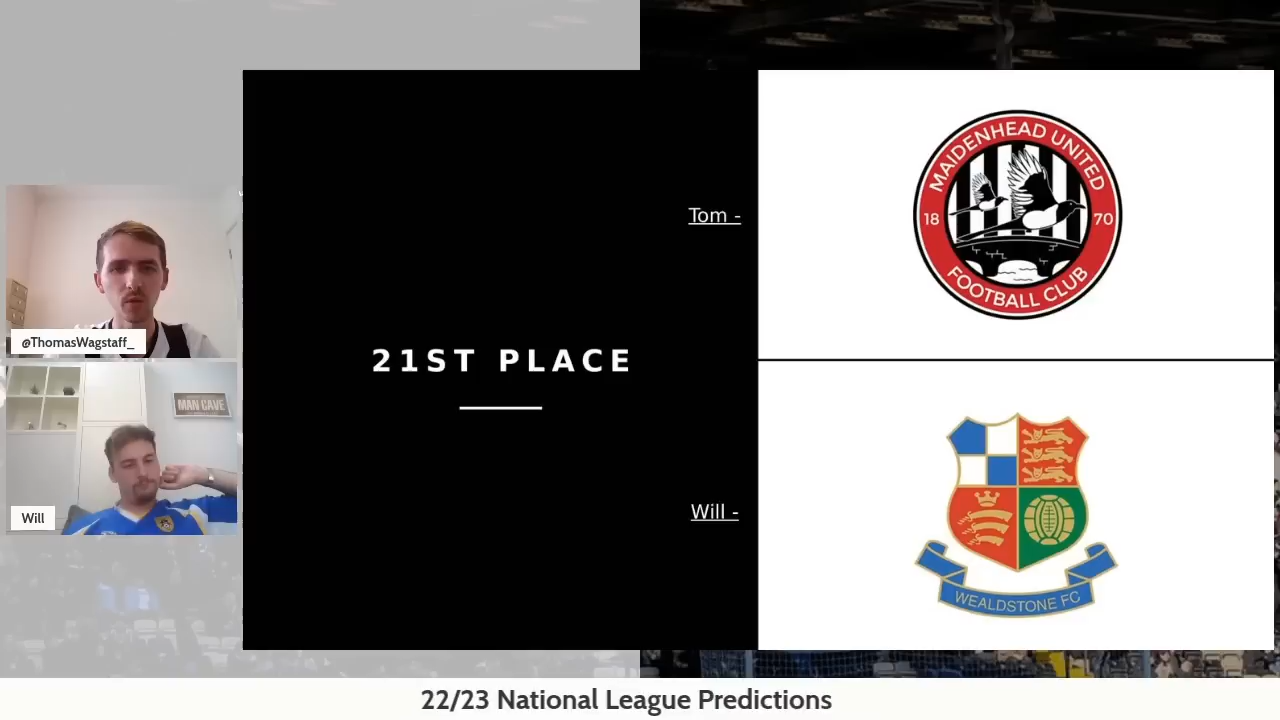 MAIDENHEAD UNITED
18 70
FOOTBALL CLUB
Tom -
@ThomasWagstaff_
21ST PLACE
MAN CAVE
Will
Will -
WEALDSTONE FC
22/23 National League Predictions